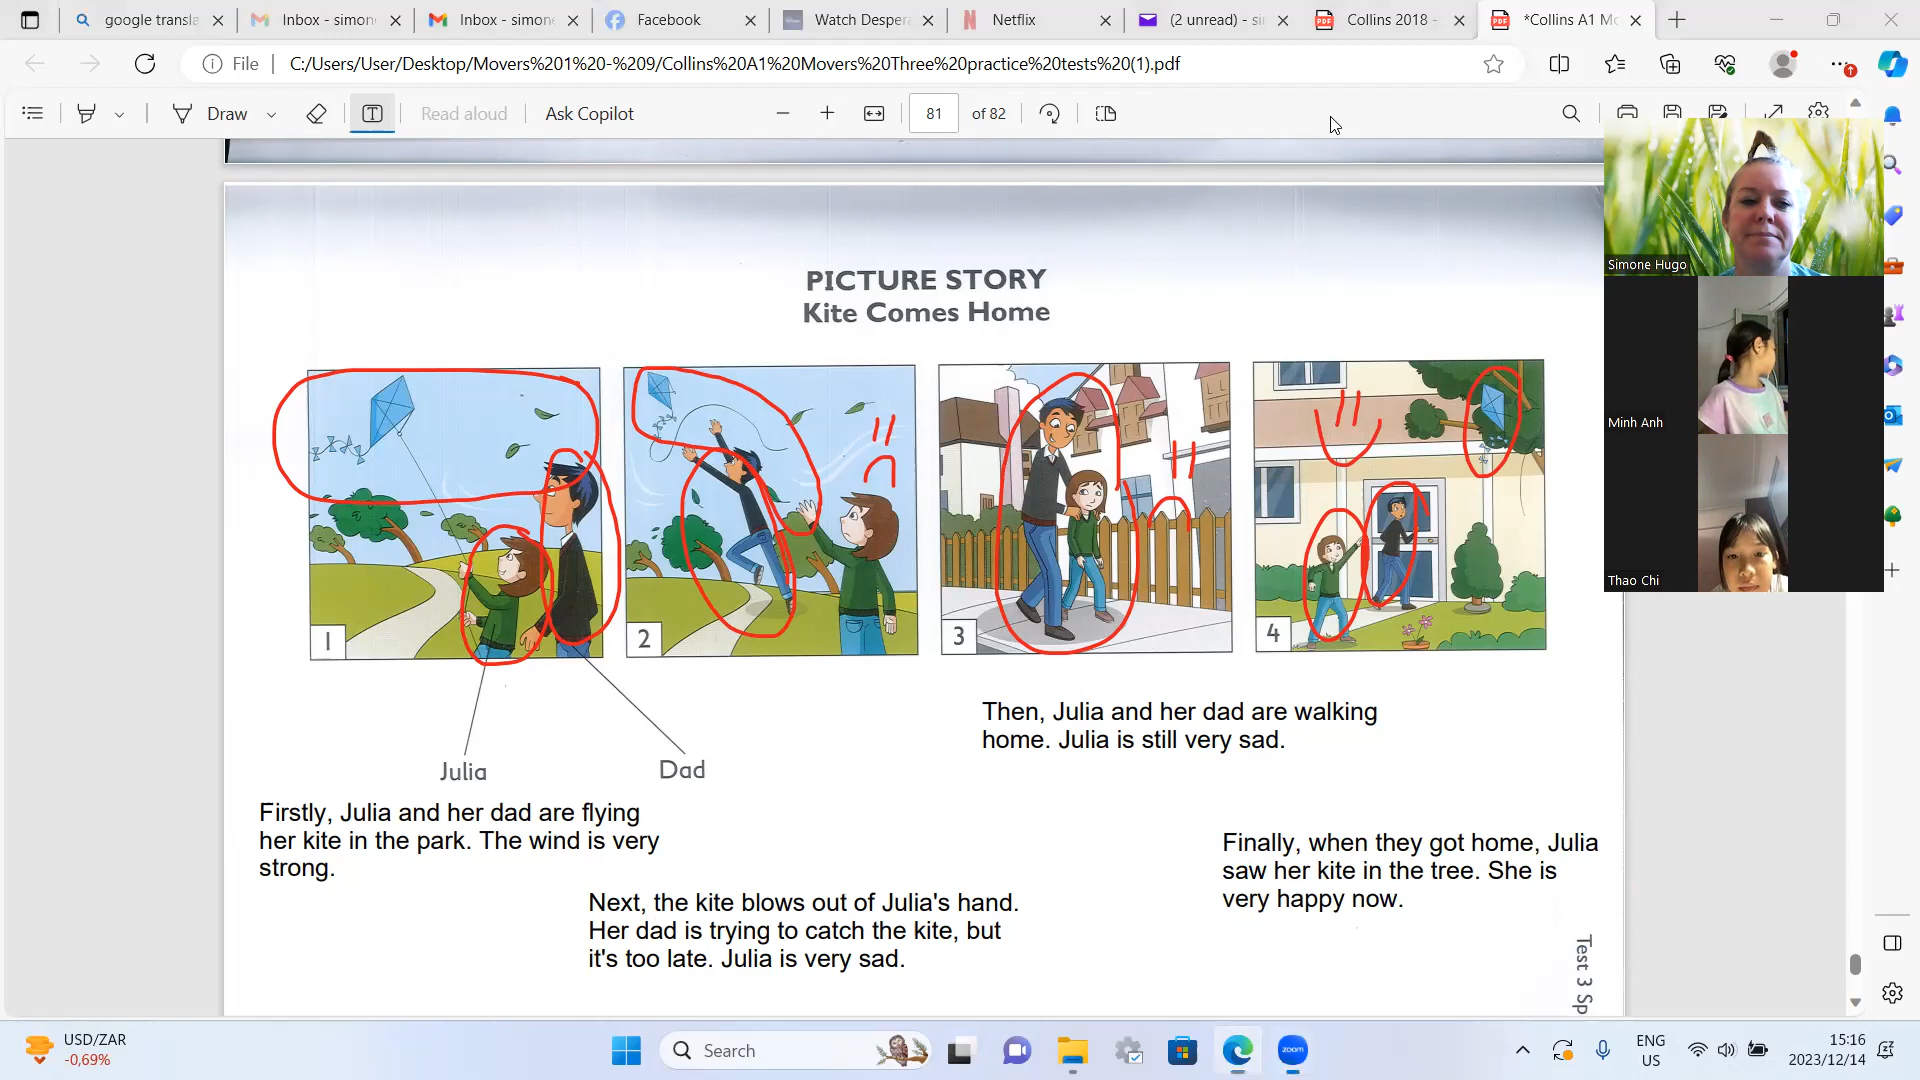 google transla
Inbox - simon
Inbox - simone
Facebook
Watch Despera
Netflix
(2 unread) - si
Collins 2018 -
*Collins A1 Mo
File
C:/Users/User/Desktop/Movers%201%20-%209/Collins%20A1%20Movers%20Three%20practice%20tests%20(1).pdf
Draw
Read aloud
Ask Copilot
81
of 82
PICTURE STORY
Kite Comes Home
Simone Hugo
Minh Anh
Thao Chi
1
2
3
4
Julia
Dad
Firstly, Julia and her dad are flying
her kite in the park. The wind is very
strong.
Next, the kite blows out of Julia's hand.
Her dad is trying to catch the kite, but
it's too late. Julia is very sad.
Then, Julia and her dad are walking
home. Julia is still very sad.
Finally, when they got home, Julia
saw her kite in the tree. She is
very happy now.
Test 3 Sp
USD/ZAR
-0,69%
Search
zoom
ENG
US
15:16
2023/12/14